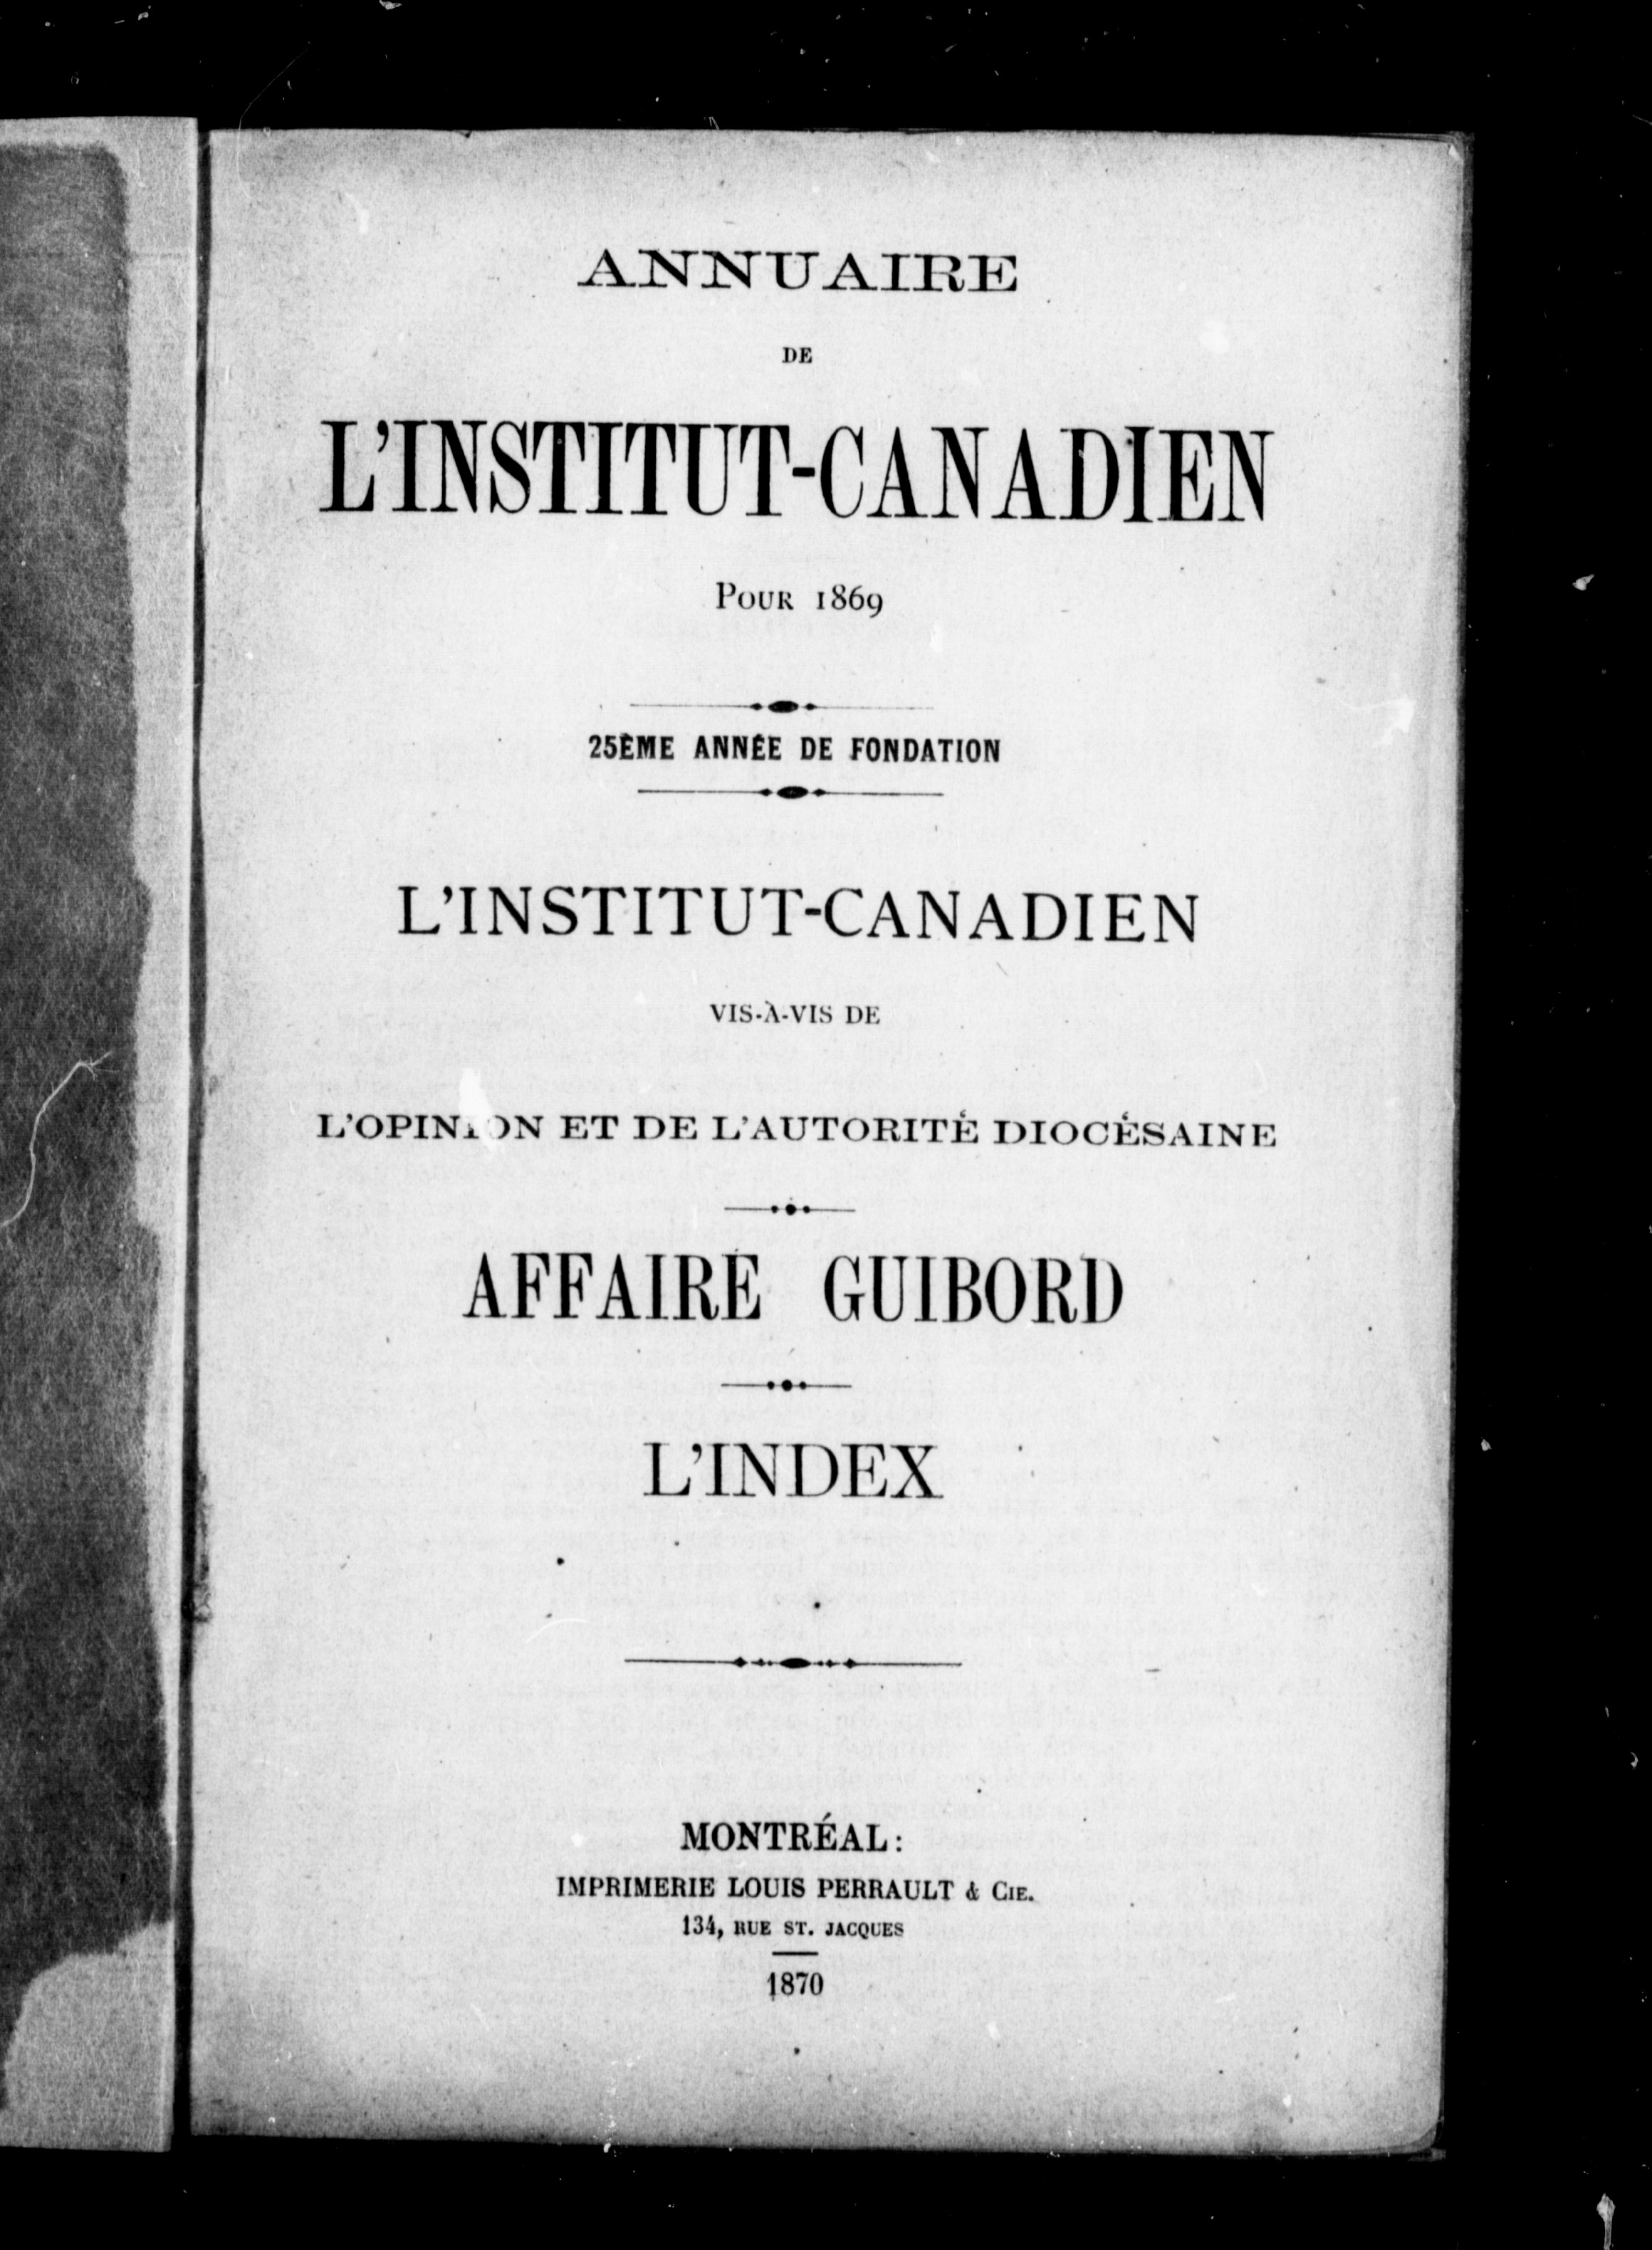 ANNUAIRE
DE
L'INSTITUT-CANADIEN
POUR 1869
25ÈME ANNÉE DE FONDATION
L'INSTITUT-CANADIEN
VIS-À-VIS DE
L'OPINION ET DE L'AUTORITÉ DIOCÉSAINE
AFFAIRE GUIBORD
L'INDEX
MONTRÉAL:
IMPRIMERIE LOUIS PERRAULT & CIE.
134, RUE ST. JACQUES
1870